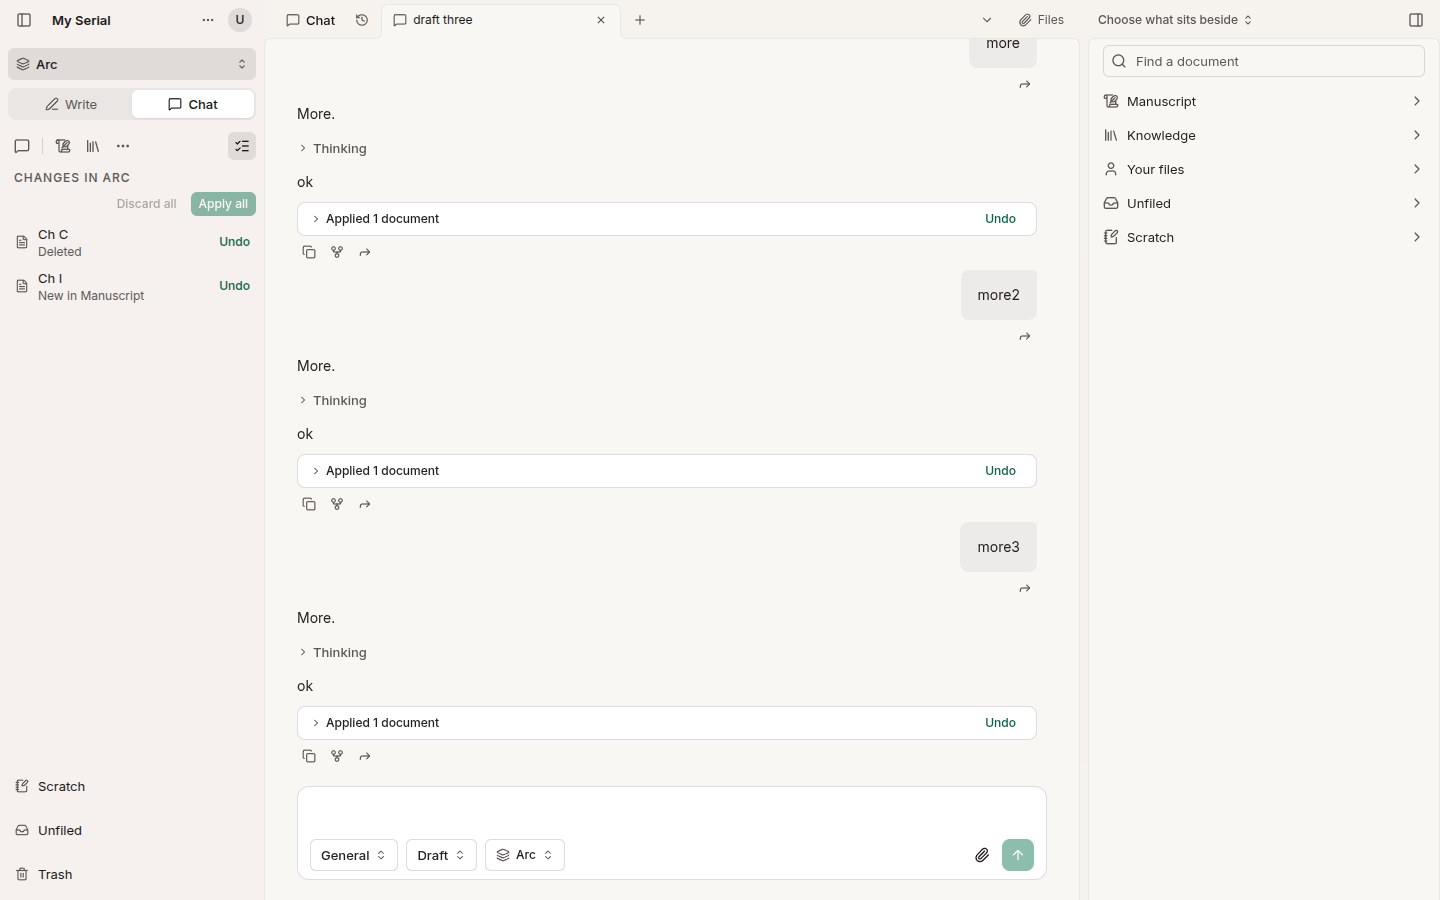 My Serial
U
Arc
Write
Chat
CHANGES IN ARC
Discard all
Apply all
Ch C
Deleted
Undo
Ch I
New in Manuscript
Undo
Scratch
Unfiled
Trash
Chat
draft three
Files
more
More.
Thinking
ok
Applied 1 document
Undo
more2
More.
Thinking
ok
Applied 1 document
Undo
more3
More.
Thinking
ok
Applied 1 document
Undo
General
Draft
Arc
Choose what sits beside
Find a document
Manuscript
Knowledge
Your files
Unfiled
Scratch